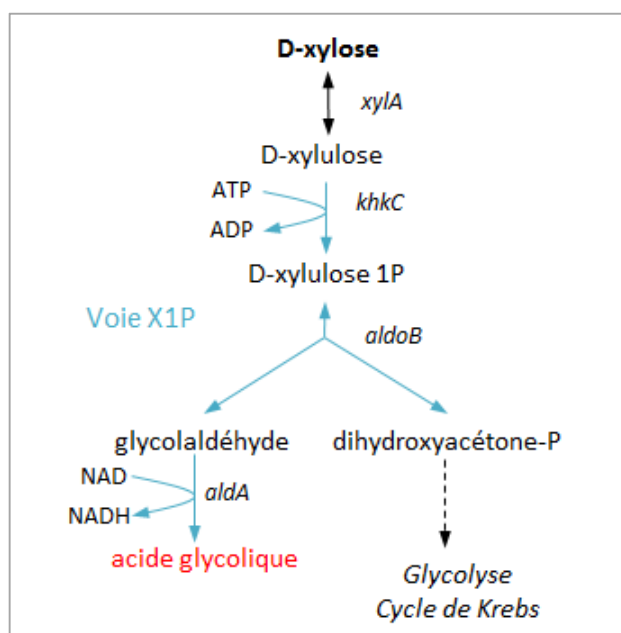 D-xylose
xylA
D-xylulose
ATP
khkC
ADP
D-xylulose 1P
Voie X1P
aldoB
glycolaldéhyde
dihydroxyacétone-P
NAD
aldA
NADH
acide glycolique
Glycolyse
Cycle de Krebs